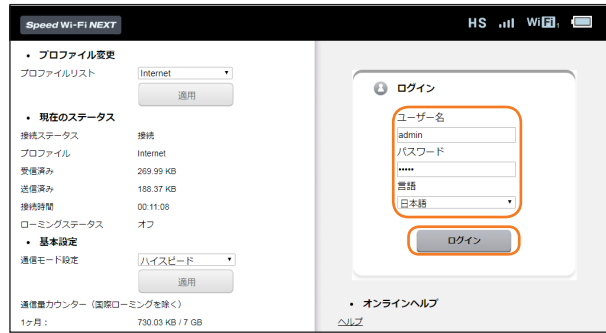 Speed Wi-Fi NEXT
HS WiFi 1
・ プロファイル変更
プロファイルリスト Internet
適用
・ 現在のステータス
接続ステータス 接続
プロファイル Internet
受信済み 269.99 KB
送信済み 188.37 KB
接続時間 00:11:08
ローミングステータス オフ
・ 基本設定
通信モード設定 ハイスピード
適用
通信量カウンター（国際ローミングを除く）
1ヶ月： 730.03 KB / 7 GB
ログイン
ユーザー名
admin
パスワード
•••••
言語
日本語
ログイン
・ オンラインヘルプ
ヘルプ